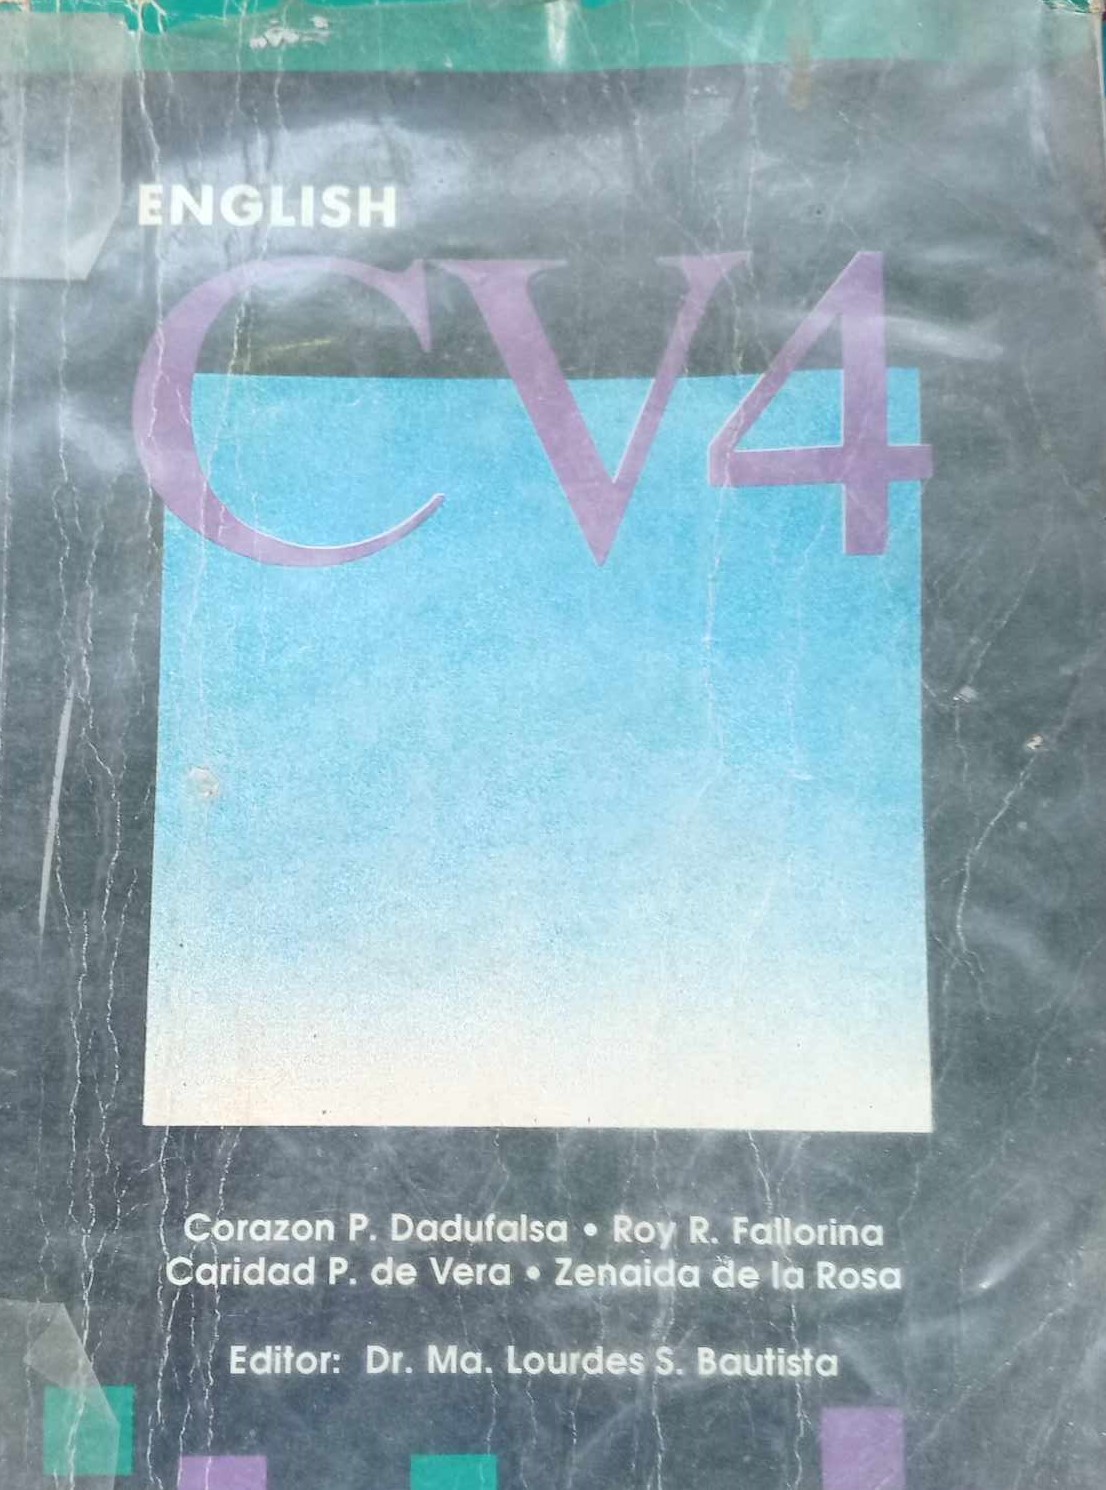 ENGLISH
CV4
Corazon P. Dadufalsa • Roy R. Fallorina
Caridad P. de Vera • Zenaida de la Rosa
Editor: Dr. Ma. Lourdes S. Bautista